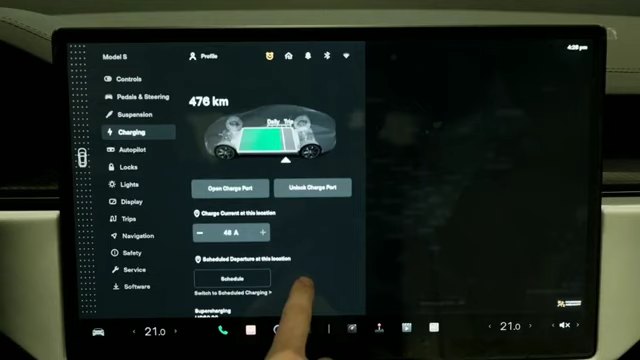 Model S
Profile
4:29 PM
Controls
Pedals & Steering
Suspension
Charging
Autopilot
Locks
Lights
Display
Trips
Navigation
Safety
Service
Software
476 km
Daily Trip
Open Charge Port
Unlock Charge Port
Charge Current at this location
48 A
Scheduled Departure at this location
Schedule
Switch to Scheduled Charging >
Supercharging
21.0
21.0